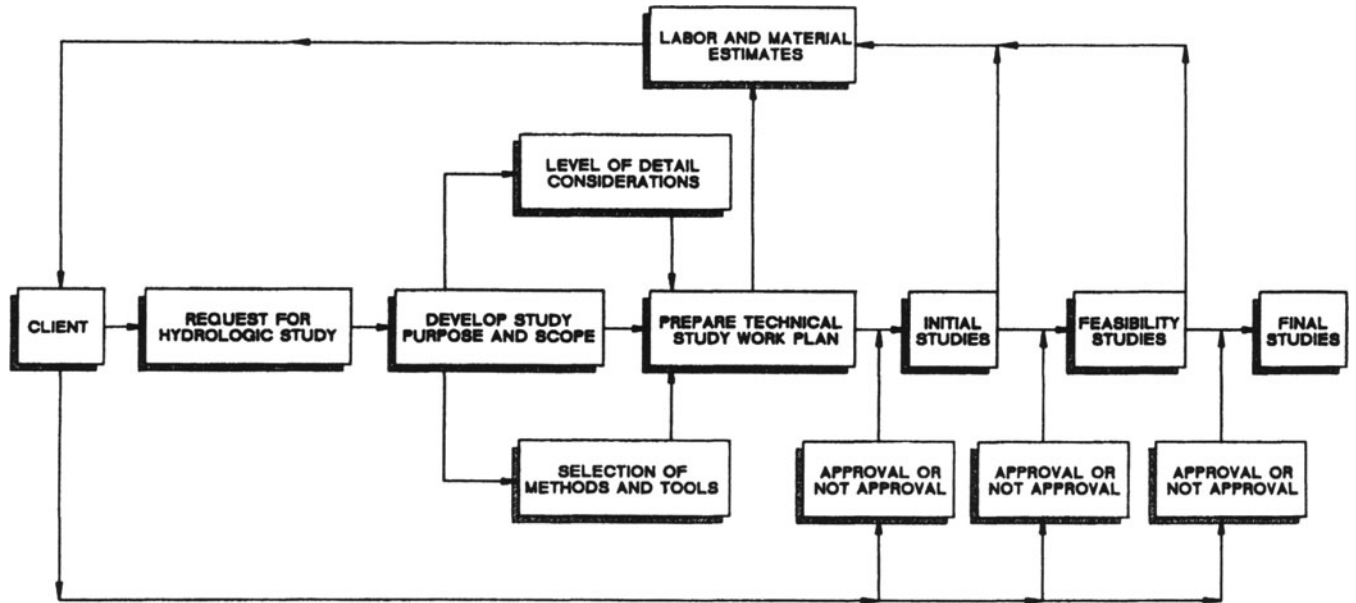 LABOR AND MATERIAL
ESTIMATES
LEVEL OF DETAIL
CONSIDERATIONS
CLIENT
REQUEST FOR
HYDROLOGIC STUDY
DEVELOP STUDY
PURPOSE AND SCOPE
PREPARE TECHNICAL
STUDY WORK PLAN
INITIAL
STUDIES
FEASIBILITY
STUDIES
FINAL
STUDIES
SELECTION OF
METHODS AND TOOLS
APPROVAL OR
NOT APPROVAL
APPROVAL OR
NOT APPROVAL
APPROVAL OR
NOT APPROVAL